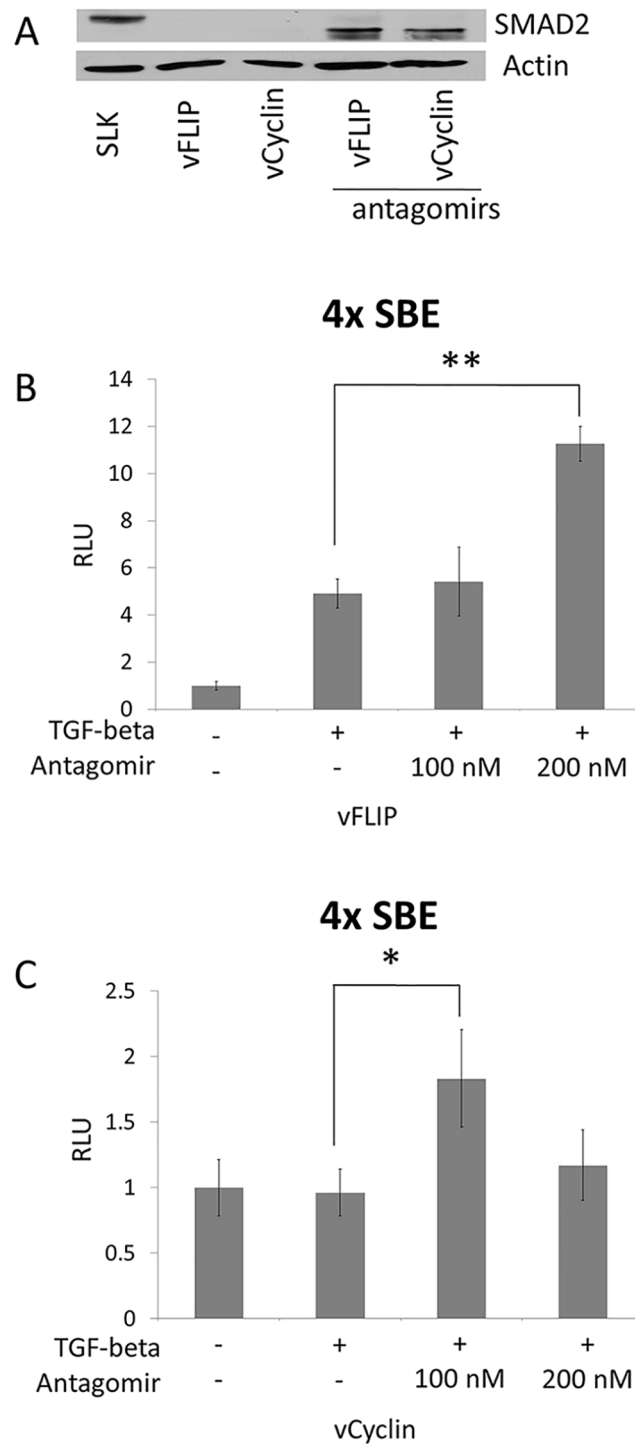 A
SMAD2
Actin
SLK
vFLIP
vCyclin
vFLIP
vCyclin
antagomirs
4x SBE
B
**
14
12
10
8
6
4
2
0
RLU
TGF-beta - + + +
Antagomir - - 100 nM 200 nM
vFLIP
4x SBE
C
*
2.5
2
1.5
1
0.5
0
RLU
TGF-beta - + + +
Antagomir - - 100 nM 200 nM
vCyclin